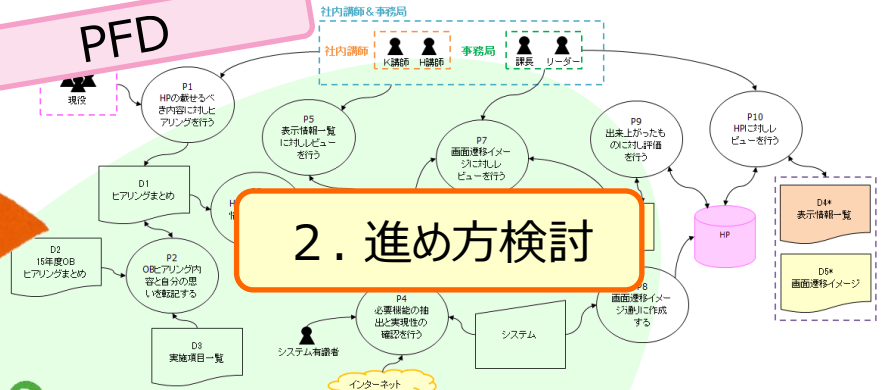 PFD
社内講師&事務局
社内講師
K講師
H講師
事務局
課長
リーダー
現役
P1
HPの載せるべ
き内容に対しヒ
アリングを行う
P5
表示情報一覧
に対しレビュー
を行う
P7
画面遷移イメー
ジに対しレ
ビューを行う
P9
出来上がったも
のに対し評価
を行う
P10
HPに対しレ
ビューを行う
D1
ヒアリングまとめ
D4*
表示情報一覧
HP
2.進め方検討
D2
15年度OB
ヒアリングまとめ
P2
OBヒアリング内
容と自分の思
いを転記する
D5*
画面遷移イメージ
P4
必要機能の抽
出と実現性の
確認を行う
P8
画面遷移イメー
ジ通りに作成
する
システム
システム有識者
D3
実施項目一覧
インターネット